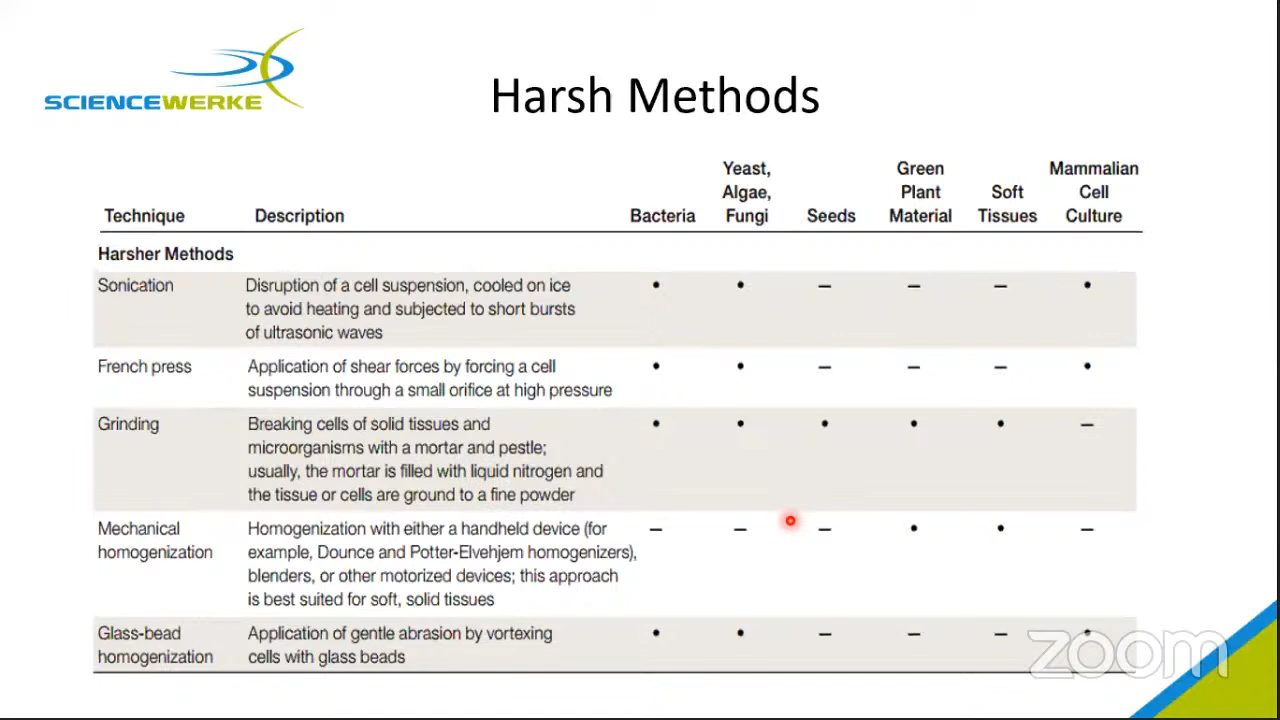 SCIENCEWERKE
Harsh Methods
Technique Description Bacteria Yeast, Algae, Fungi Seeds Green Plant Material Soft Tissues Mammalian Cell Culture
Harsher Methods
Sonication Disruption of a cell suspension, cooled on ice • • – – – •
to avoid heating and subjected to short bursts
of ultrasonic waves
French press Application of shear forces by forcing a cell • • – – – •
suspension through a small orifice at high pressure
Grinding Breaking cells of solid tissues and • • • • • –
microorganisms with a mortar and pestle;
usually, the mortar is filled with liquid nitrogen and
the tissue or cells are ground to a fine powder
Mechanical Homogenization with either a handheld device (for – – – • • –
homogenization example, Dounce and Potter-Elvehjem homogenizers),
blenders, or other motorized devices; this approach
is best suited for soft, solid tissues
Glass-bead Application of gentle abrasion by vortexing • • – – – •
homogenization cells with glass beads
zoom